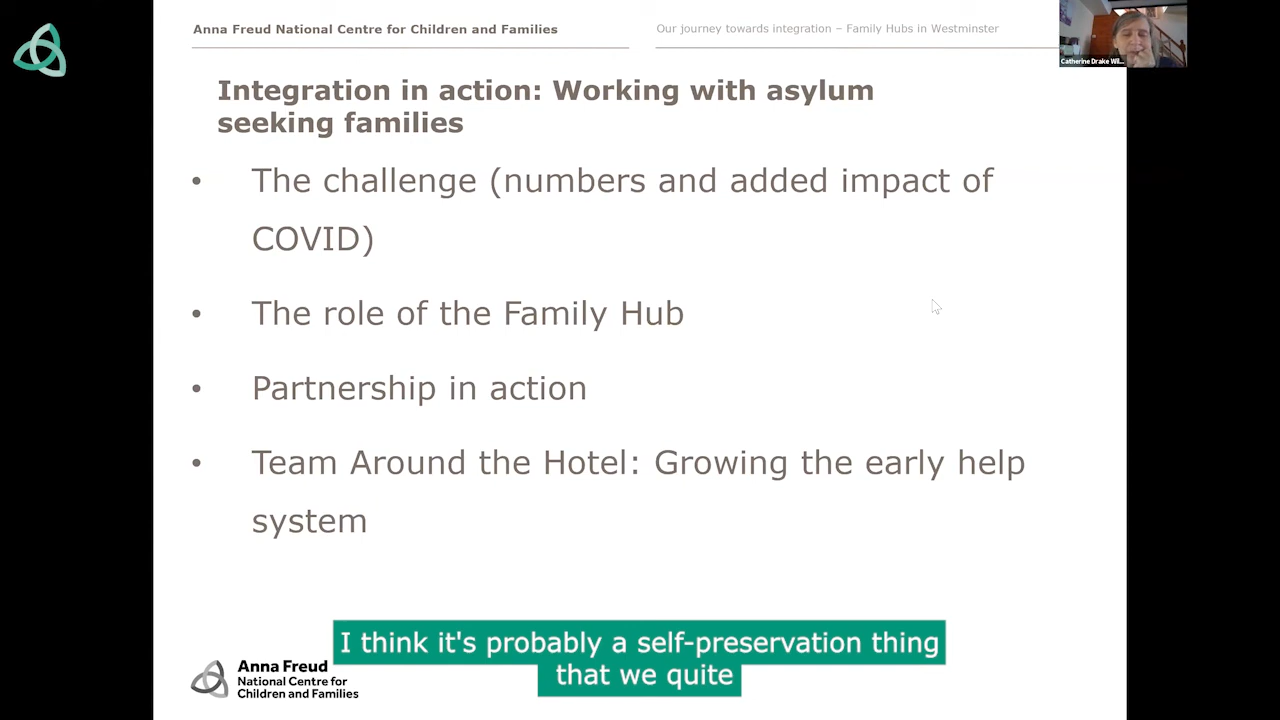 Anna Freud National Centre for Children and Families
Our journey towards integration – Family Hubs in Westminster
Catherine Drake Wil...
Integration in action: Working with asylum
seeking families
• The challenge (numbers and added impact of
COVID)
• The role of the Family Hub
• Partnership in action
• Team Around the Hotel: Growing the early help
system
I think it's probably a self-preservation thing
that we quite
Anna Freud
National Centre for
Children and Families